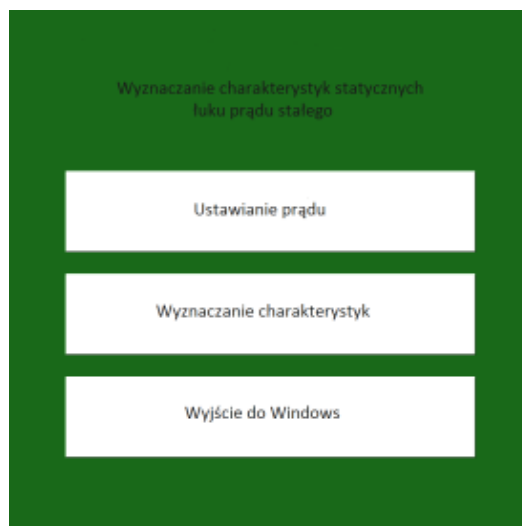 Wyznaczanie charakterystyk statycznych
łuku prądu stałego
Ustawianie prądu
Wyznaczanie charakterystyk
Wyjście do Windows